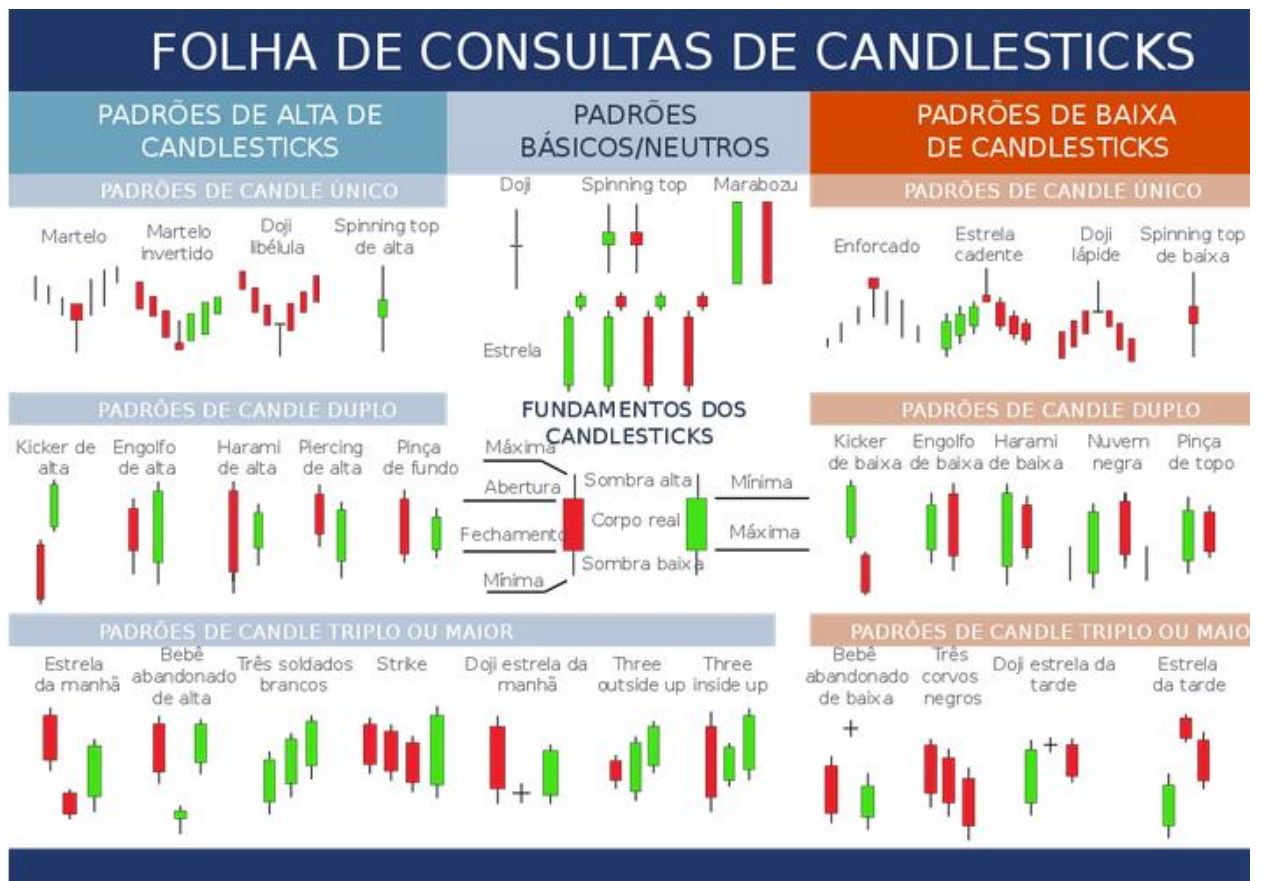 FOLHA DE CONSULTAS DE CANDLESTICKS
PADRÕES DE ALTA DE
CANDLESTICKS
PADRÕES DE CANDLE ÚNICO
Martelo
Martelo
invertido
Doji
libélula
Spinning top
de alta
PADRÕES DE CANDLE DUPLO
Kicker de
alta
Engolfo
de alta
Harami
de alta
Piercing
de alta
Pinça
de fundo
PADRÕES
BÁSICOS/NEUTROS
Doji
Spinning top
Marabozu
Estrela
FUNDAMENTOS DOS
CANDLESTICKS
Máxima
Abertura
Fechamento
Mínima
Sombra alta
Corpo real
Sombra baixa
Mínima
Máxima
PADRÕES DE BAIXA
DE CANDLESTICKS
PADRÕES DE CANDLE ÚNICO
Enforcado
Estrela
cadente
Doji
lápide
Spinning top
de baixa
PADRÕES DE CANDLE DUPLO
Kicker
de baixa
Engolfo
de baixa
Harami
de baixa
Nuvem
negra
Pinça
de topo
PADRÕES DE CANDLE TRIPLO OU MAIOR
Estrela
da manhã
Bebê
abandonado
de alta
Três soldados
brancos
Strike
Doji estrela da
manhã
Three
outside up
Three
inside up
PADRÕES DE CANDLE TRIPLO OU MAIO
Bebê
abandonado
de baixa
Três
corvos
negros
Doji estrela da
tarde
Estrela
da tarde